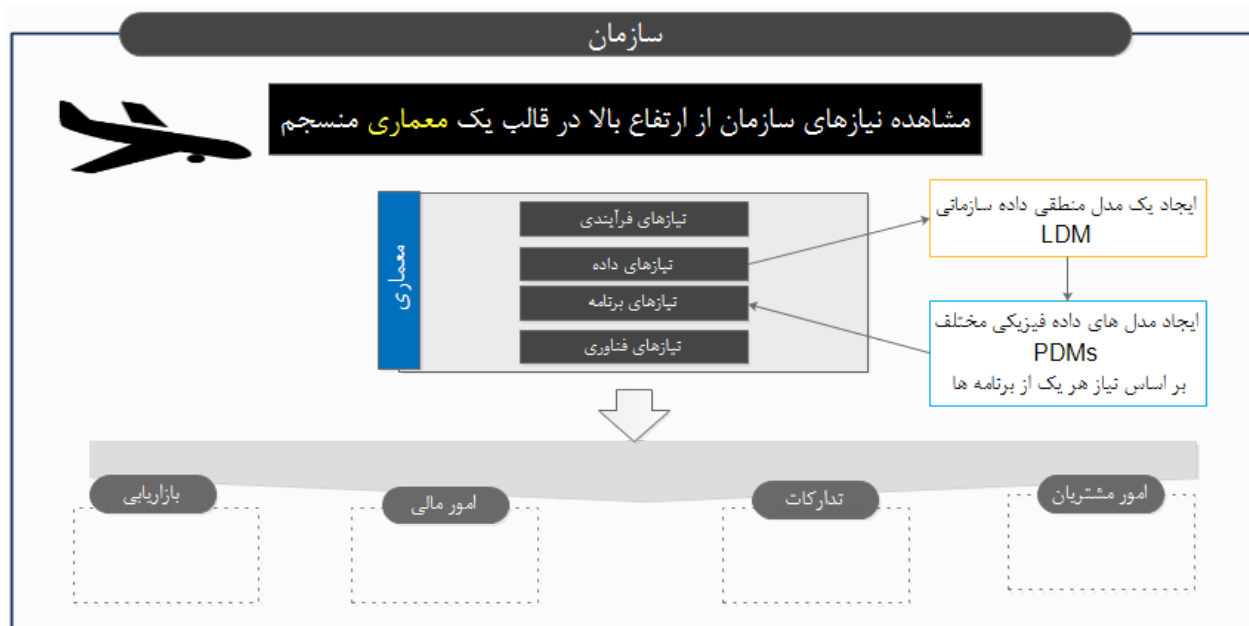 سازمان
مشاهده نیازهای سازمان از ارتفاع بالا در قالب یک معماری منسجم
معماری
نیازهای فرآیندی
نیازهای داده
نیازهای برنامه
نیازهای فناوری
ایجاد یک مدل منطقی داده سازمانی
LDM
ایجاد مدل های داده فیزیکی مختلف
PDMs
بر اساس نیاز هر یک از برنامه ها
امور مشتریان
تدارکات
امور مالی
بازاریابی